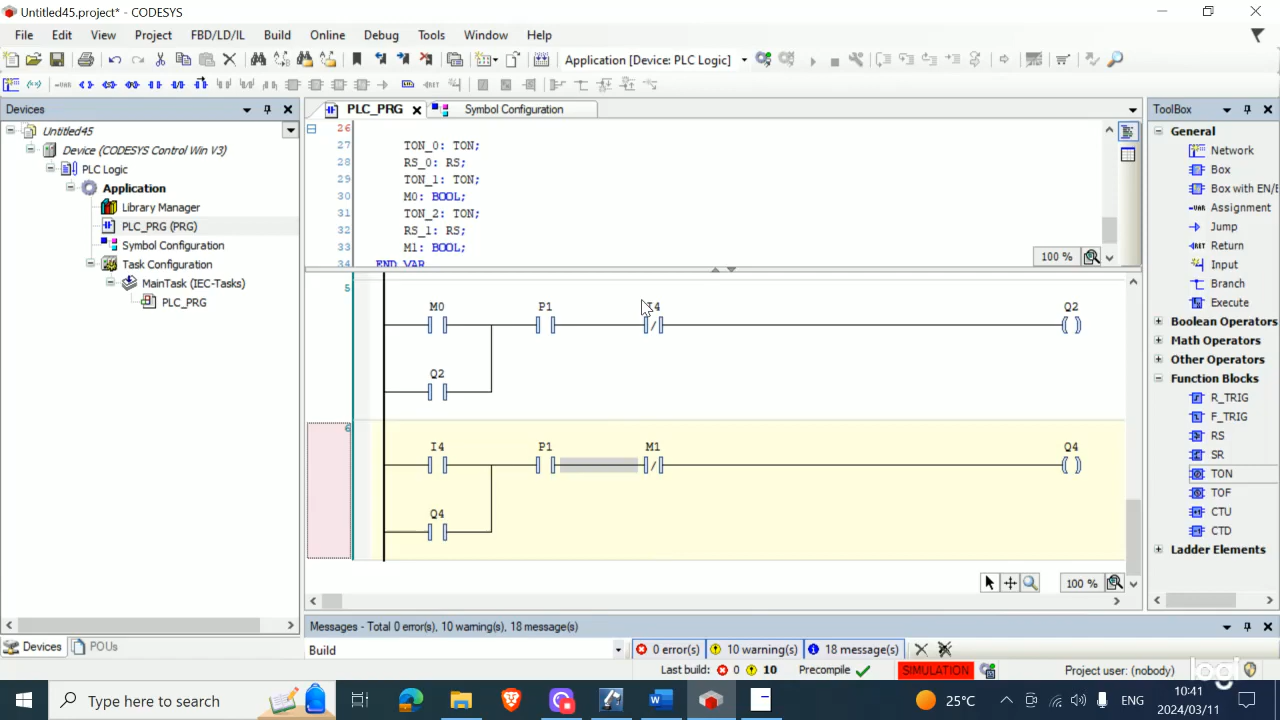 Untitled45.project* - CODESYS
File Edit View Project FBD/LD/IL Build Online Debug Tools Window Help
Application [Device: PLC Logic]
Devices
Untitled45
Device (CODESYS Control Win V3)
PLC Logic
Application
Library Manager
PLC_PRG (PRG)
Symbol Configuration
Task Configuration
MainTask (IEC-Tasks)
PLC_PRG
Devices POUs
PLC_PRG Symbol Configuration
26
27 TON_0: TON;
28 RS_0: RS;
29 TON_1: TON;
30 M0: BOOL;
31 TON_2: TON;
32 RS_1: RS;
33 M1: BOOL;
34 END_VAR
100 %
5
M0 P1 I4 Q2
Q2
6
I4 P1 M1 Q4
Q4
100 %
Messages - Total 0 error(s), 10 warning(s), 18 message(s)
Build 0 error(s) 10 warning(s) 18 message(s)
Last build: 0 10 Precompile SIMULATION Project user: (nobody)
ToolBox
General
Network
Box
Box with EN/E
Assignment
Jump
Return
Input
Branch
Execute
Boolean Operators
Math Operators
Other Operators
Function Blocks
R_TRIG
F_TRIG
RS
SR
TON
TOF
CTU
CTD
Ladder Elements
Type here to search
25°C
ENG
10:41
2024/03/11